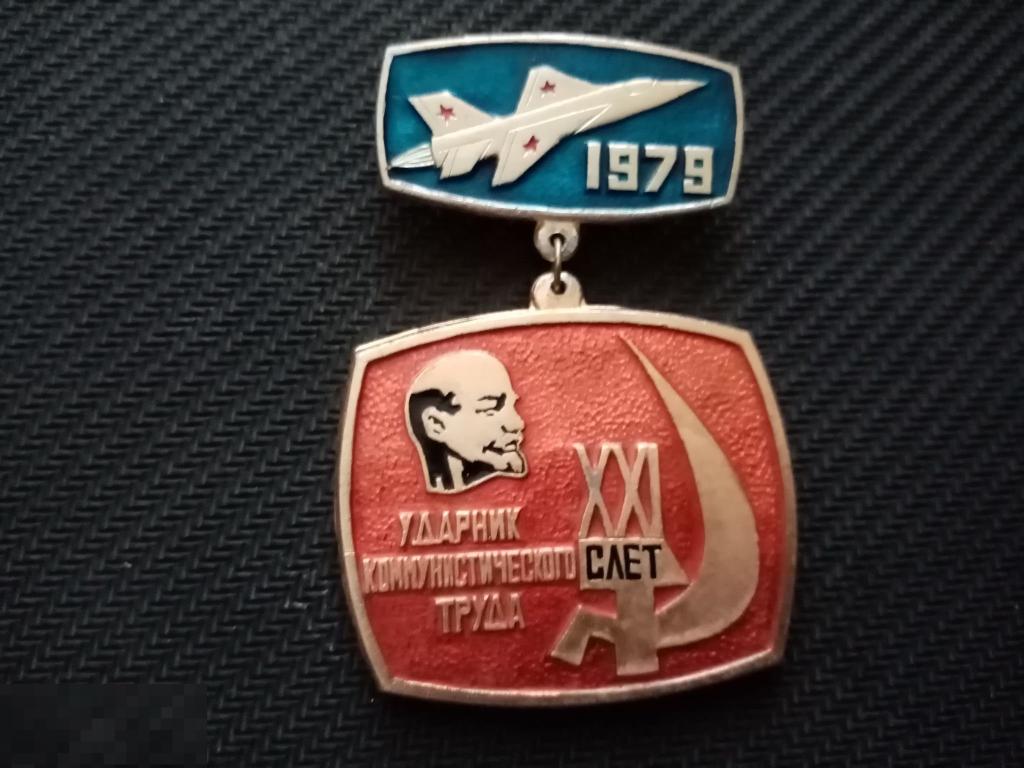 1979
XXI
СЛЕТ
УДАРНИК
КОММУНИСТИЧЕСКОГО
ТРУДА